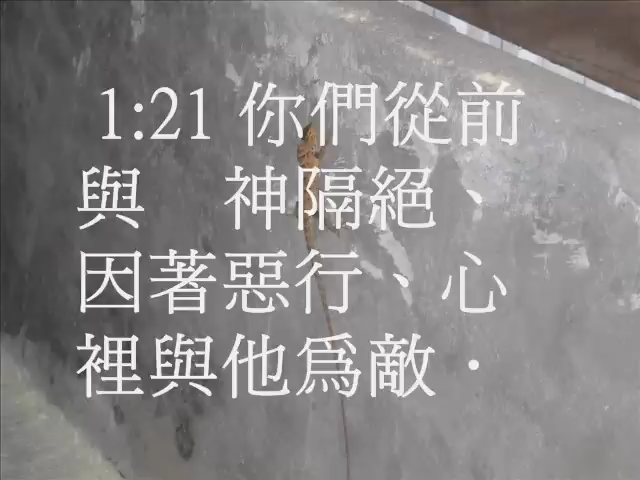 1:21 你們從前
與　神隔絕、
因著惡行、心
裡與他爲敵．